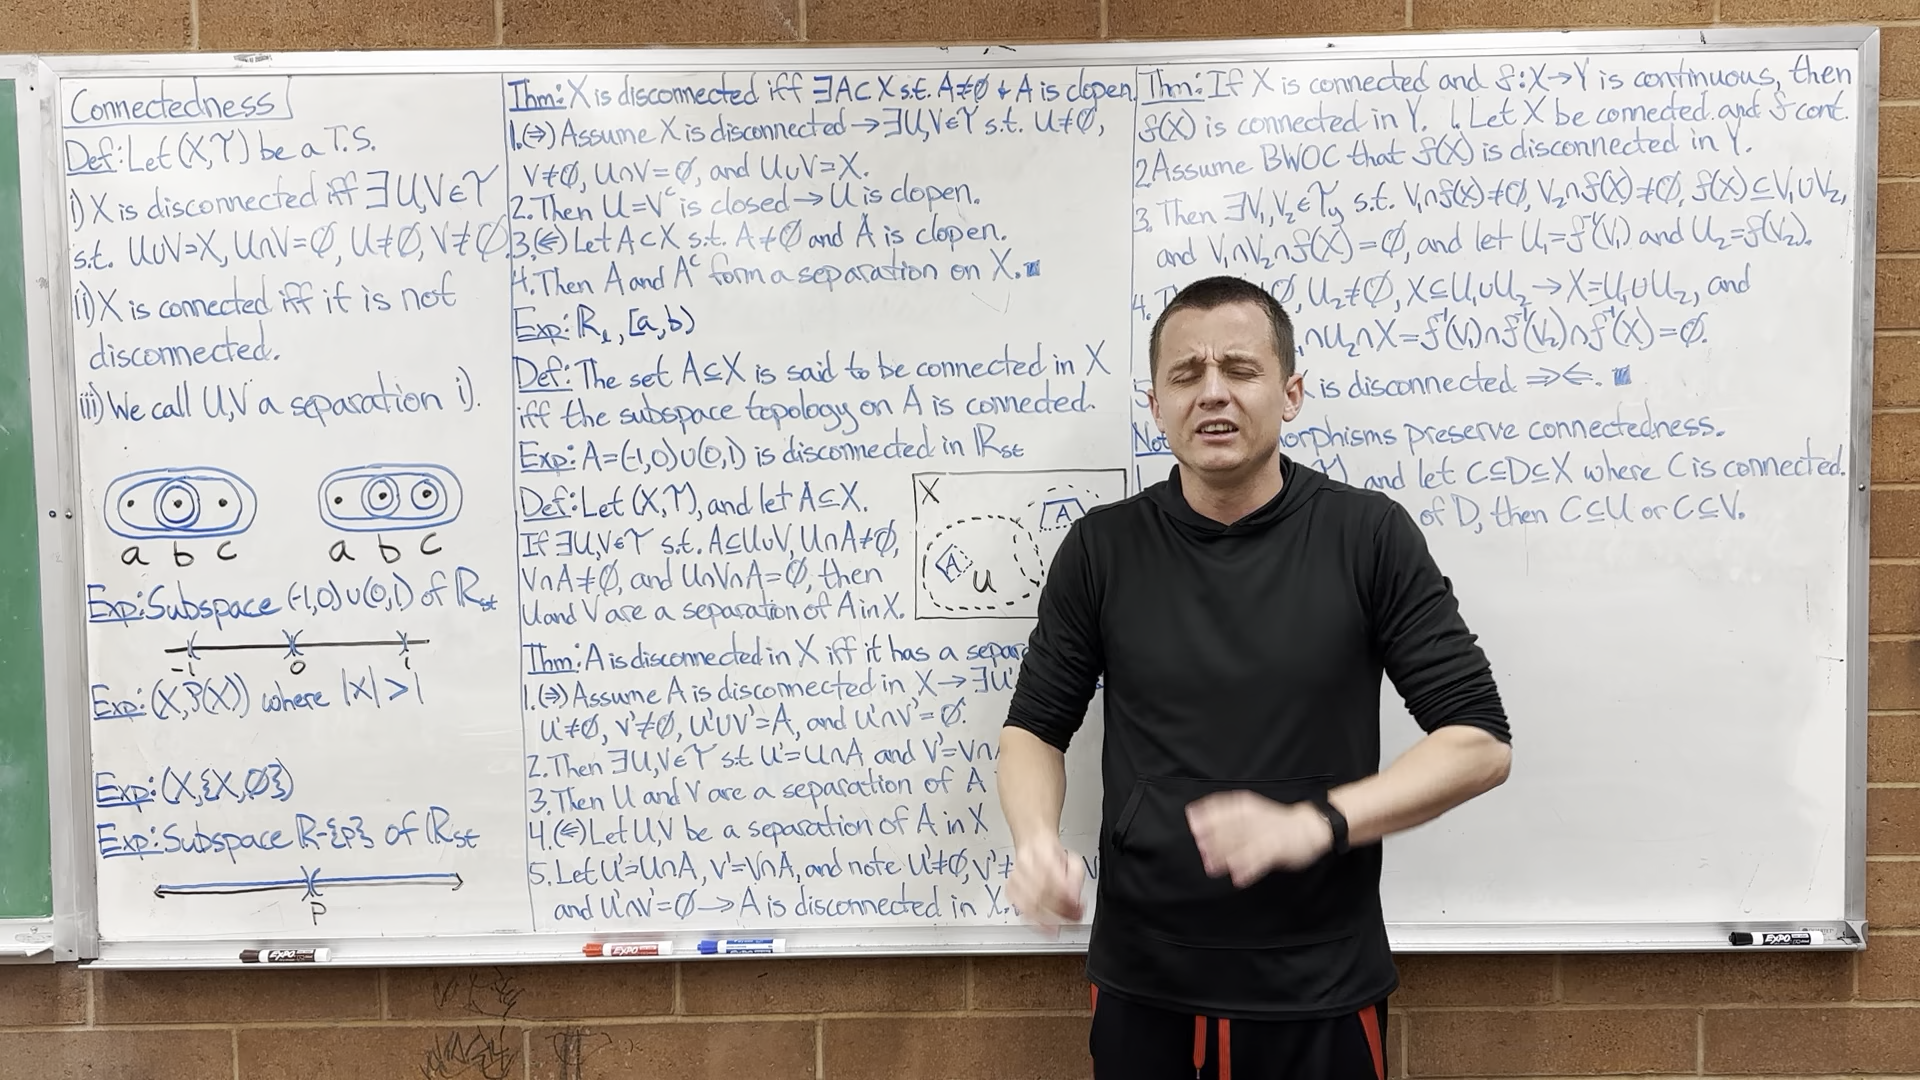 Connectedness
Def: Let (X,Ƭ) be a T.S.
i) X is disconnected iff ∃U,V∈Ƭ
s.t. U∪V=X, U∩V=∅, U≠∅, V≠∅.
ii) X is connected iff it is not
disconnected.
iii) We call U,V a separation i).
a b c
a b c
Exp: Subspace (-1,0)∪(0,1) of ℝst
-1 0 1
Exp: (X,P(X)) where |X|>1
Exp: (X,{X,∅})
Exp: Subspace ℝ-{p} of ℝst
P
Thm: X is disconnected iff ∃A⊂X s.t. A≠∅ & A is clopen.
1.(⇒) Assume X is disconnected → ∃U,V∈Ƭ s.t. U≠∅,
V≠∅, U∩V=∅, and U∪V=X.
2. Then U=Vᶜ is closed → U is clopen.
3.(⇐) Let A⊂X s.t. A≠∅ and A is clopen.
4. Then A and Aᶜ form a separation on X. ■
Exp: ℝₗ, [a,b)
Def: The set A⊆X is said to be connected in X
iff the subspace topology on A is connected.
Exp: A=(-1,0)∪(0,1) is disconnected in ℝst
Def: Let (X,Ƭ), and let A⊆X.
If ∃U,V∈Ƭ s.t. A⊆U∪V, U∩A≠∅,
V∩A≠∅, and U∩V∩A=∅, then
U and V are a separation of A in X.
X
A
A
U
Thm: A is disconnected in X iff it has a
1.(⇒) Assume A is disconnected in X → ∃U'
U'≠∅, V'≠∅, U'∪V'=A, and U'∩V'=∅.
2. Then ∃U,V∈Ƭ s.t. U'=U∩A and V'=V∩
3. Then U and V are a separation of A
4.(⇐) Let U,V be a separation of A in X
5. Let U'=U∩A, V'=V∩A, and note U'≠∅, V'≠
and U'∩V'=∅ → A is disconnected in X.
Thm: If X is connected and f:X→Y is continuous, then
f(X) is connected in Y. 1. Let X be connected and f cont.
2 Assume BWOC that f(X) is disconnected in Y.
3. Then ∃V₁,V₂∈Ƭy s.t. V₁∩f(X)≠∅, V₂∩f(X)≠∅, f(X)⊆V₁∪V₂,
and V₁∩V₂∩f(X)=∅, and let U₁=f⁻¹(V₁) and U₂=f(V₂).
4. ∅, U₂≠∅, X⊆U₁∪U₂ → X=U₁∪U₂, and
∩U₂∩X=f⁻¹(V₁)∩f⁻¹(V₂)∩f⁻¹(X)=∅.
5 is disconnected ⇒⇐. ■
preserve connectedness.
and let C⊆D⊆X where C is connected.
of D, then C⊆U or C⊆V.
EXPO
EXPO
EXPO